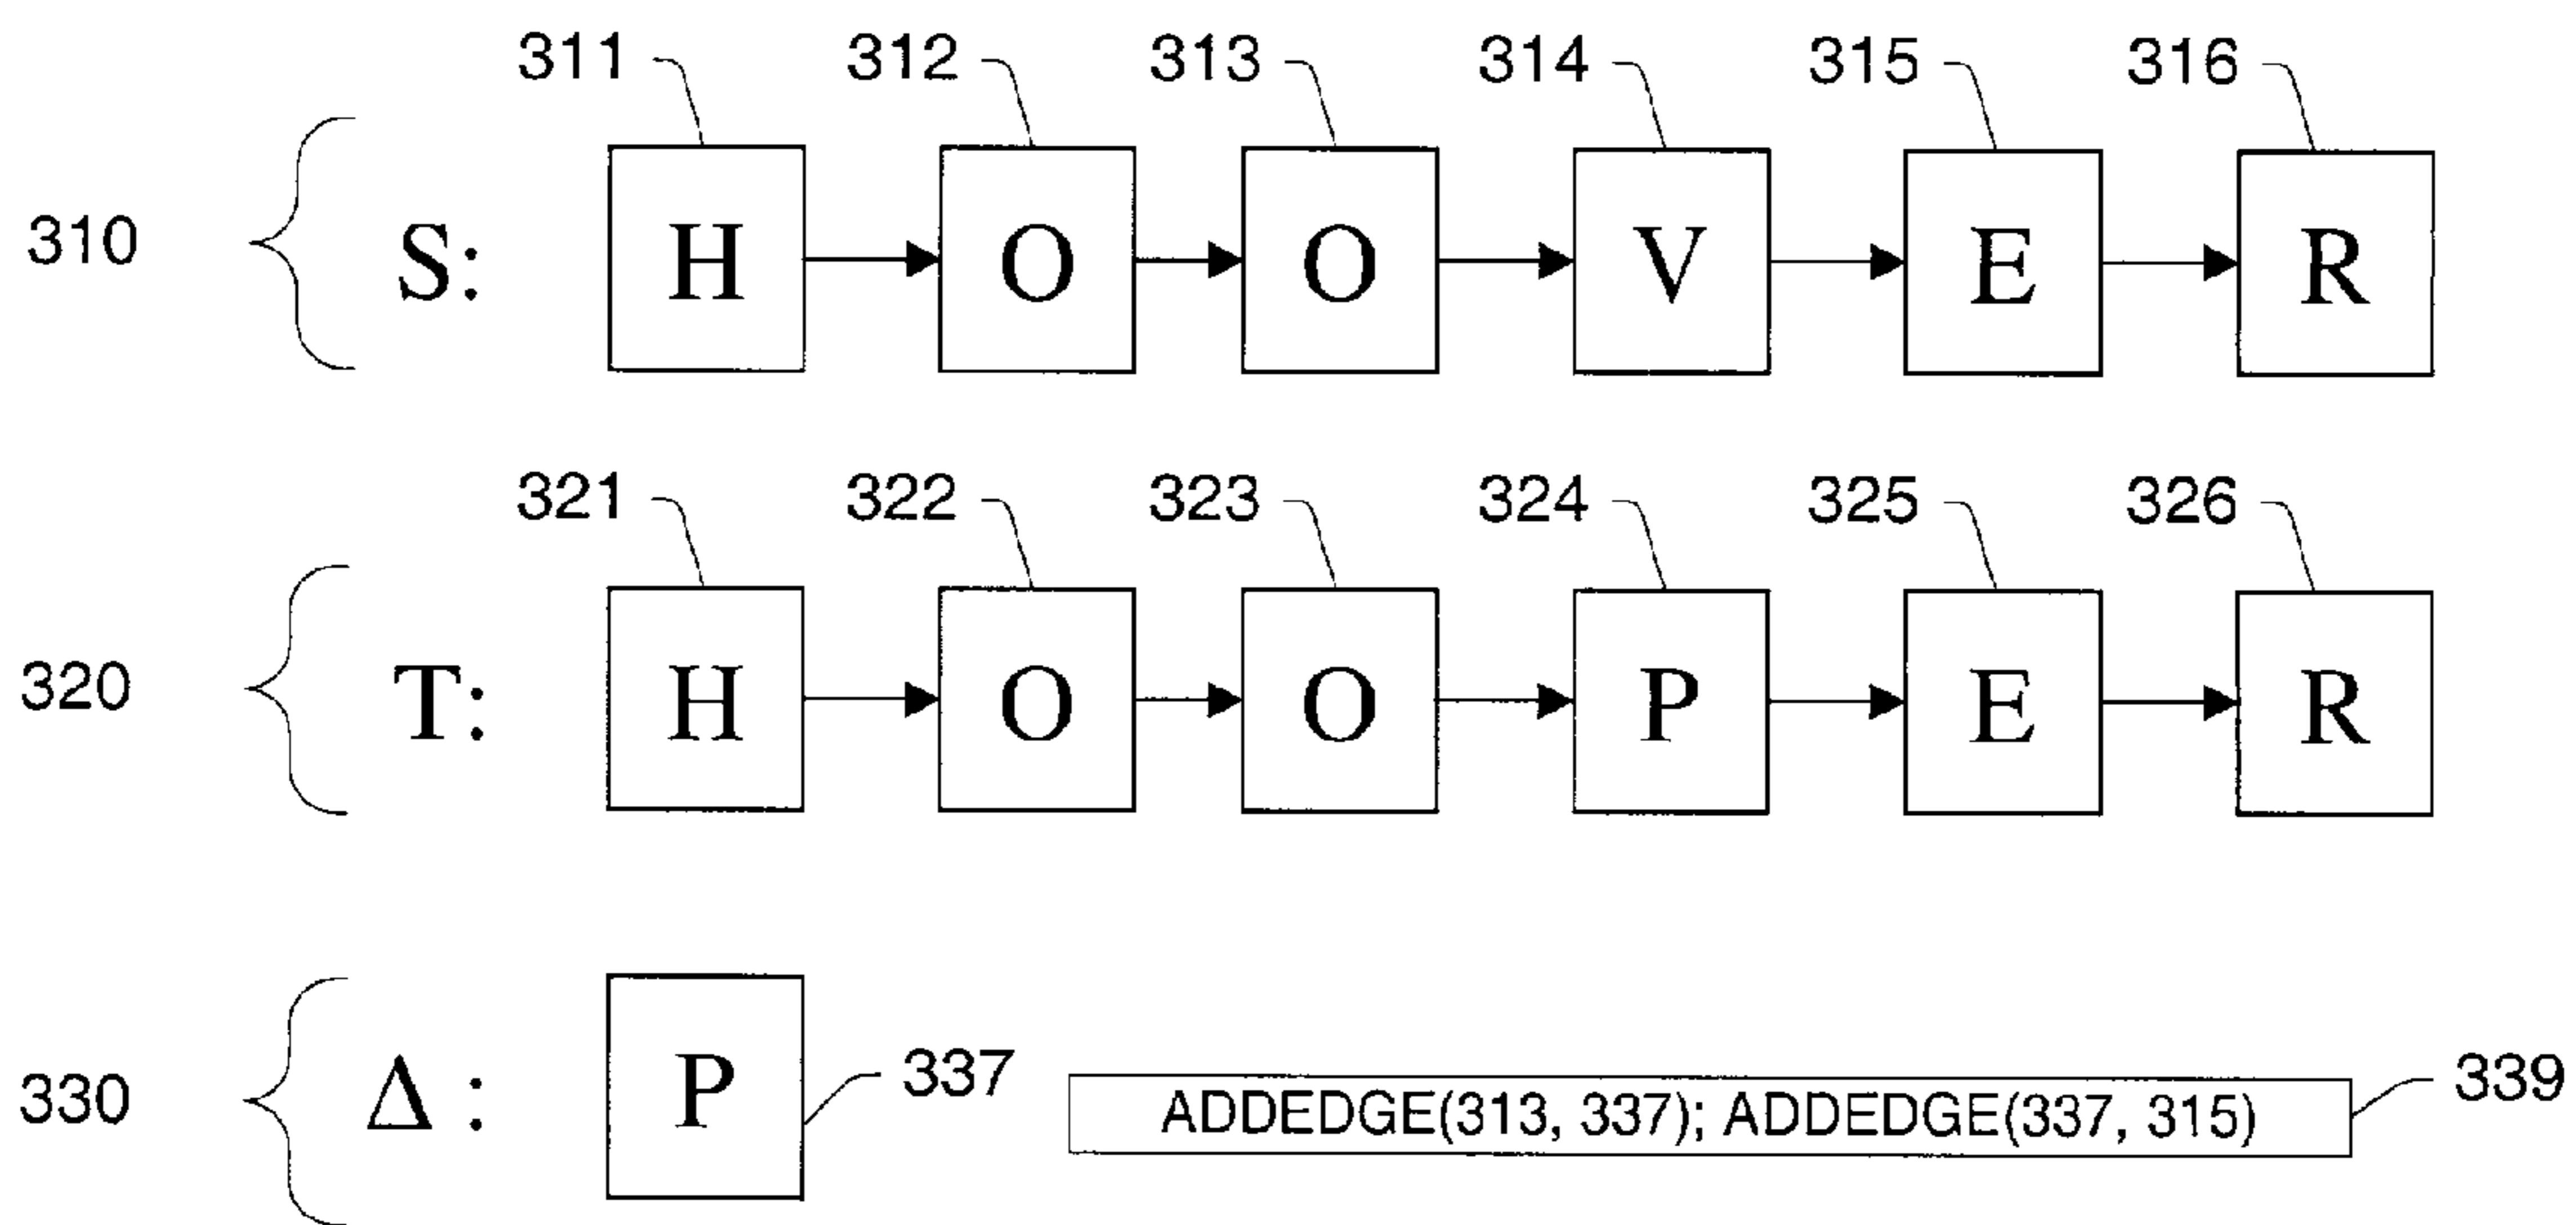 311 312 313 314 315 316
310 S: H O O V E R
321 322 323 324 325 326
320 T: H O O P E R
330 Δ : P 337 ADDEDGE(313, 337); ADDEDGE(337, 315) 339